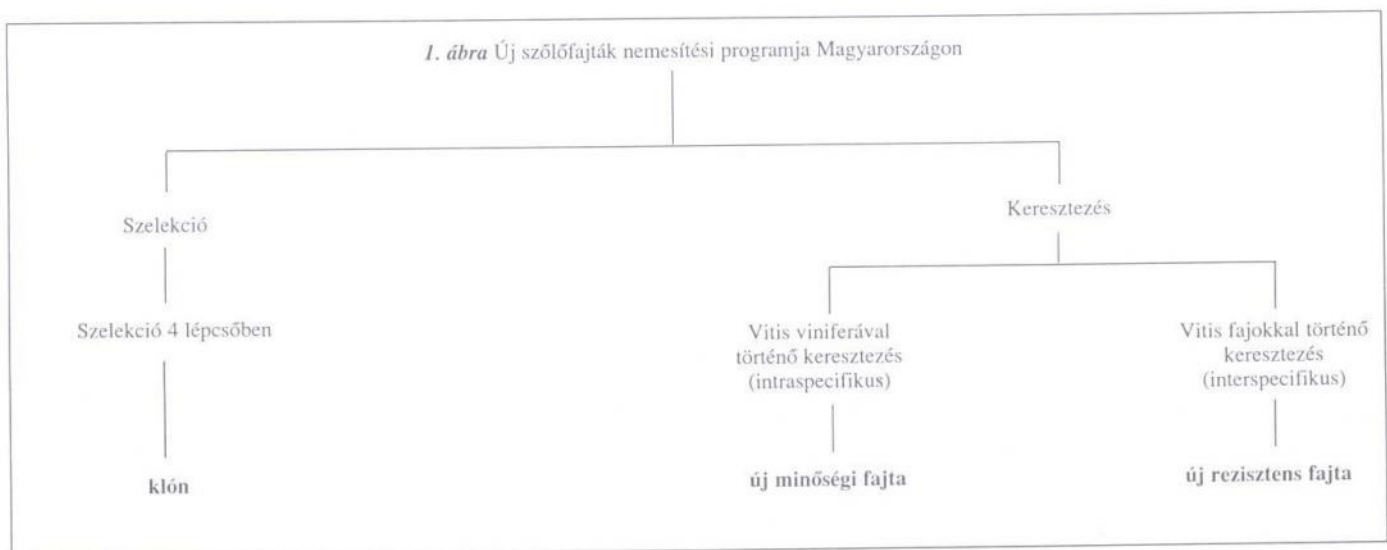 1. ábra Új szőlőfajták nemesítési programja Magyarországon
Szelekció
Keresztezés
Szelekció 4 lépcsőben
Vitis viniferával
történő keresztezés
(intraspecifikus)
Vitis fajokkal történő
keresztezés
(interspecifikus)
klón
új minőségi fajta
új rezisztens fajta